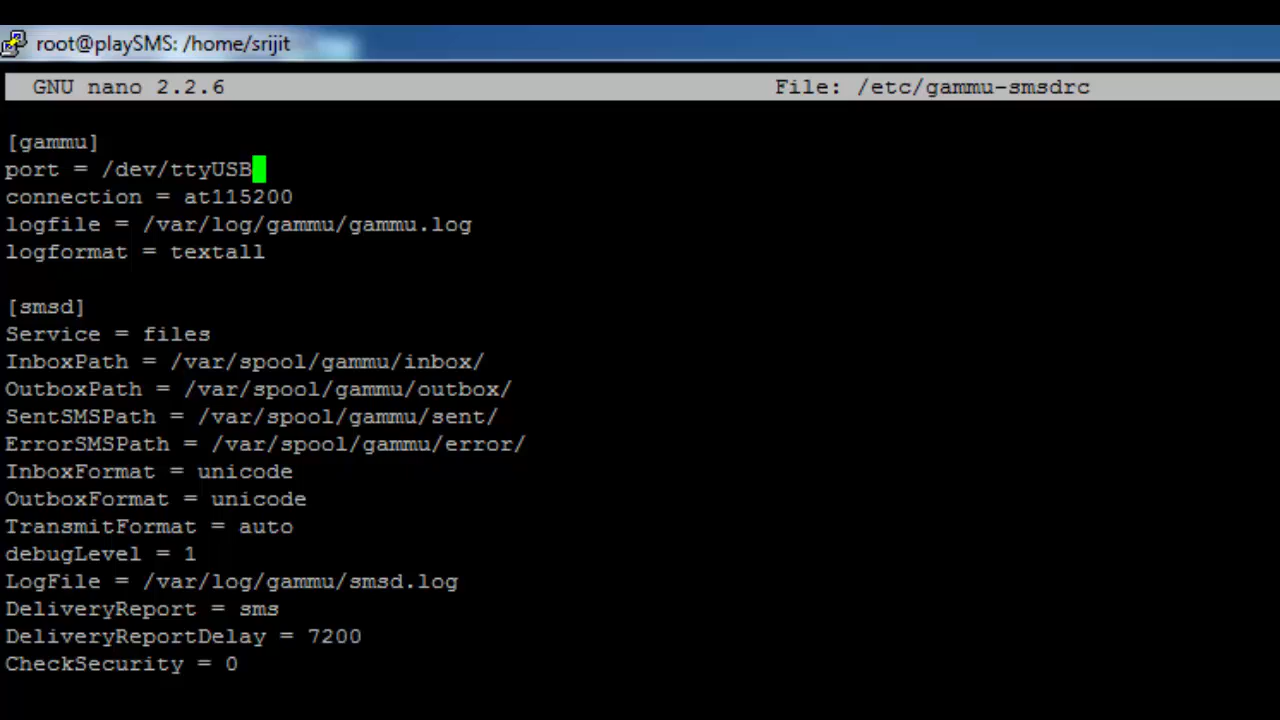 root@playSMS: /home/srijit
GNU nano 2.2.6 File: /etc/gammu-smsdrc
[gammu]
port = /dev/ttyUSB
connection = at115200
logfile = /var/log/gammu/gammu.log
logformat = textall
[smsd]
Service = files
InboxPath = /var/spool/gammu/inbox/
OutboxPath = /var/spool/gammu/outbox/
SentSMSPath = /var/spool/gammu/sent/
ErrorSMSPath = /var/spool/gammu/error/
InboxFormat = unicode
OutboxFormat = unicode
TransmitFormat = auto
debugLevel = 1
LogFile = /var/log/gammu/smsd.log
DeliveryReport = sms
DeliveryReportDelay = 7200
CheckSecurity = 0